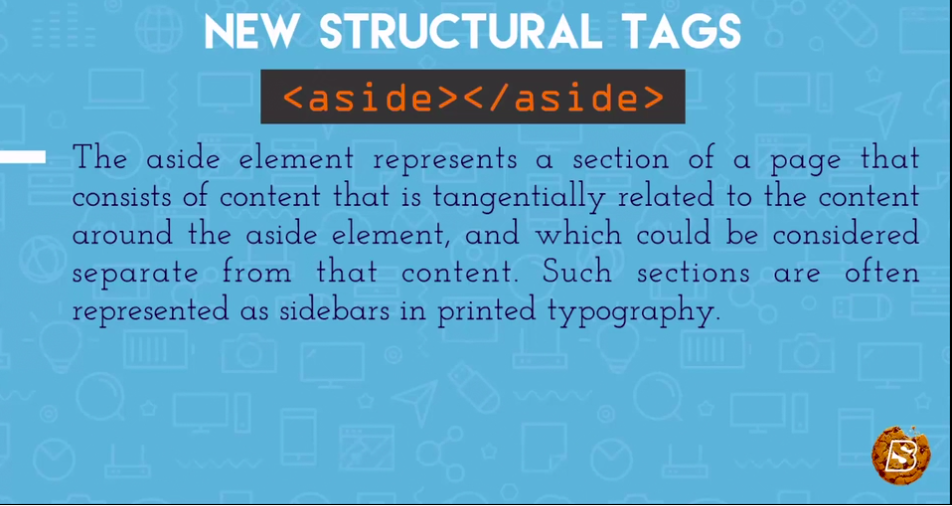 NEW STRUCTURAL TAGS
<aside></aside>
The aside element represents a section of a page that
consists of content that is tangentially related to the content
around the aside element, and which could be considered
separate from that content. Such sections are often
represented as sidebars in printed typography.
B